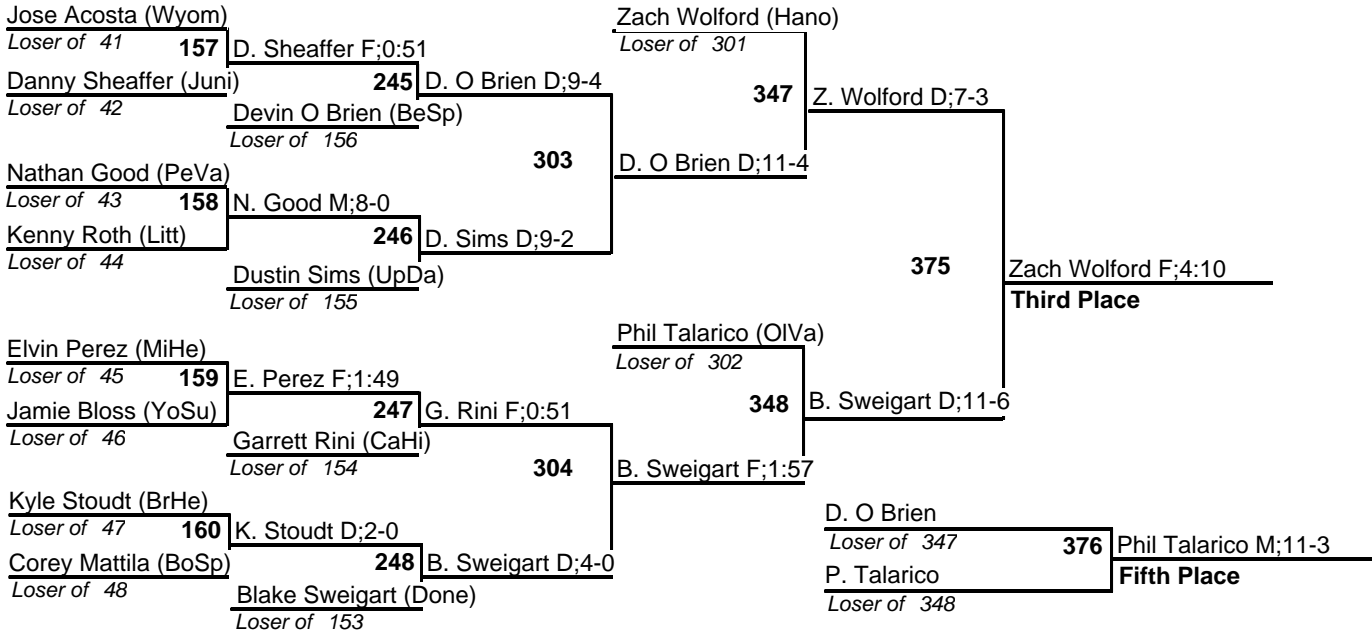 Jose Acosta (Wyom)
Loser of 41
157
D. Sheaffer F;0:51
Danny Sheaffer (Juni)
Loser of 42
245
D. O Brien D;9-4
Devin O Brien (BeSp)
Loser of 156
303
Nathan Good (PeVa)
Loser of 43
158
N. Good M;8-0
Kenny Roth (Litt)
Loser of 44
246
D. Sims D;9-2
Dustin Sims (UpDa)
Loser of 155
Zach Wolford (Hano)
Loser of 301
347
Z. Wolford D;7-3
D. O Brien D;11-4
375
Zach Wolford F;4:10
Third Place
Elvin Perez (MiHe)
Loser of 45
159
E. Perez F;1:49
Jamie Bloss (YoSu)
Loser of 46
247
G. Rini F;0:51
Garrett Rini (CaHi)
Loser of 154
304
Phil Talarico (OlVa)
Loser of 302
348
B. Sweigart D;11-6
B. Sweigart F;1:57
Kyle Stoudt (BrHe)
Loser of 47
160
K. Stoudt D;2-0
Corey Mattila (BoSp)
Loser of 48
248
B. Sweigart D;4-0
Blake Sweigart (Done)
Loser of 153
D. O Brien
Loser of 347
376
Phil Talarico M;11-3
P. Talarico
Fifth Place
Loser of 348